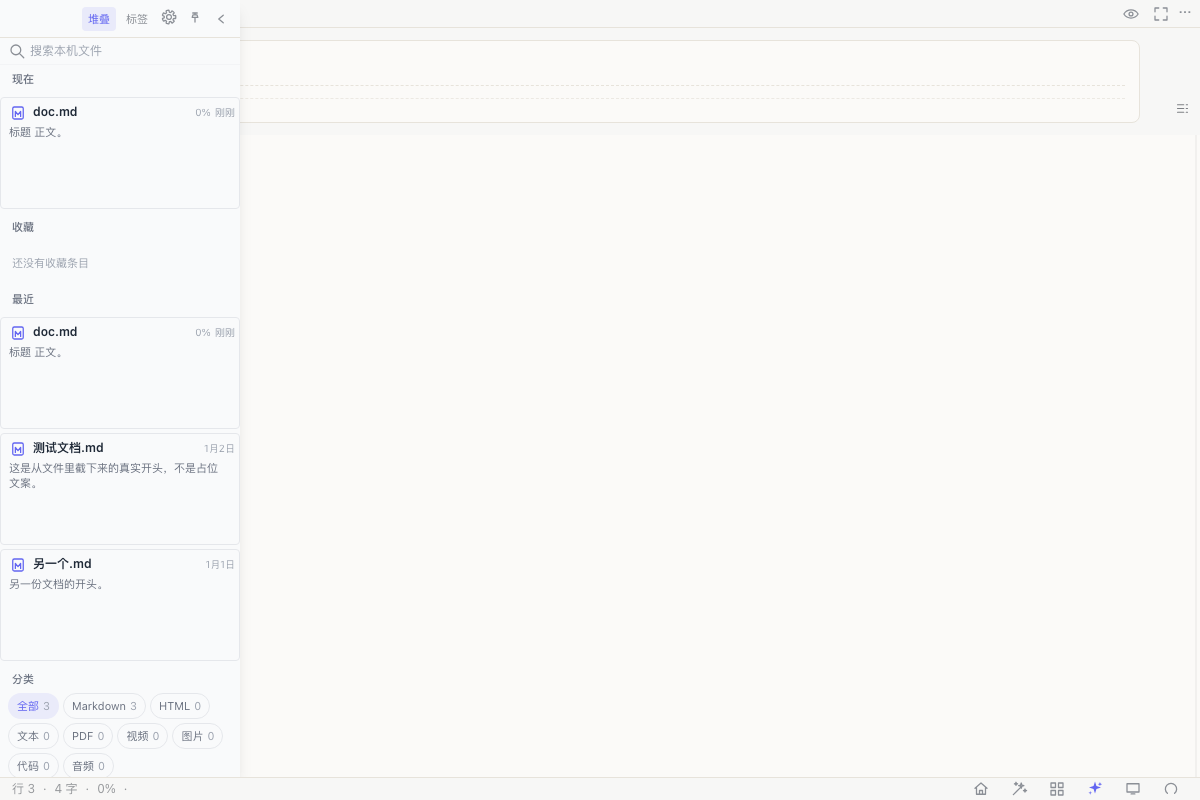 堆叠 标签
搜索本机文件
现在
doc.md 0% 刚刚
标题 正文。
收藏
还没有收藏条目
最近
doc.md 0% 刚刚
标题 正文。
测试文档.md 1月2日
这是从文件里截下来的真实开头，不是占位
文案。
另一个.md 1月1日
另一份文档的开头。
分类
全部 3 Markdown 3 HTML 0
文本 0 PDF 0 视频 0 图片 0
代码 0 音频 0
行 3 · 4 字 · 0% ·